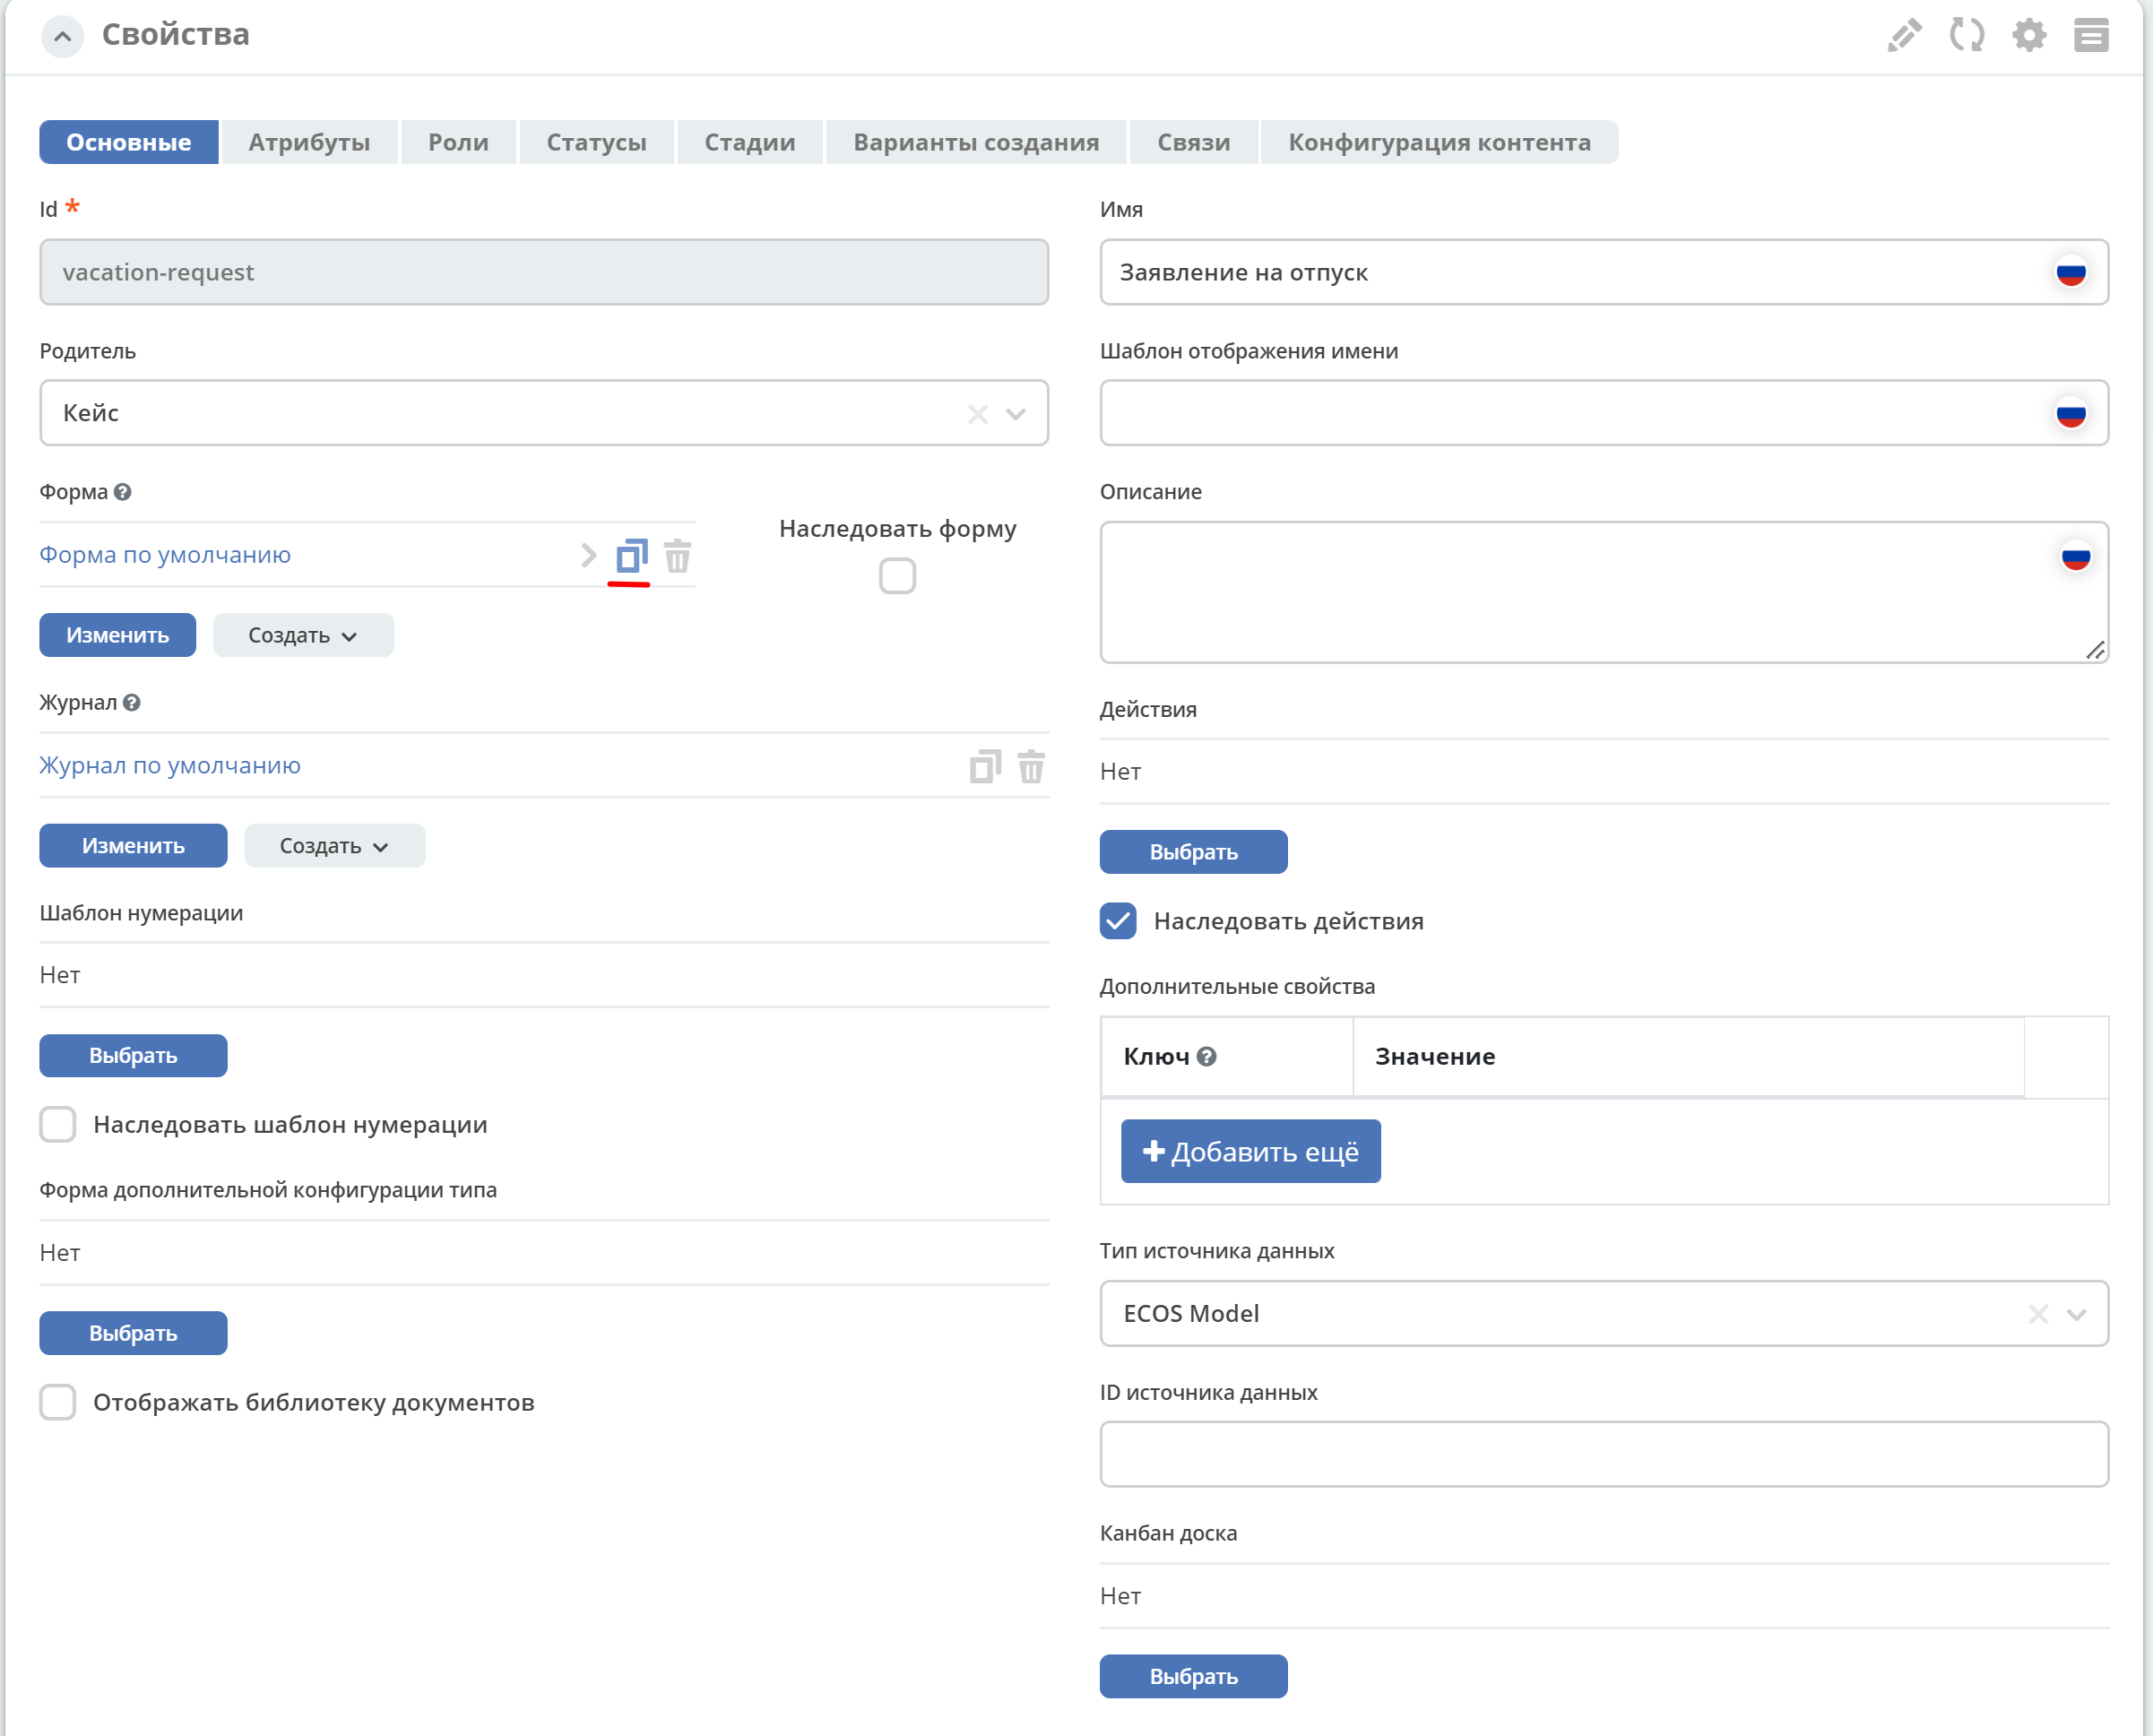 Свойства
Основные Атрибуты Роли Статусы Стадии Варианты создания Связи Конфигурация контента
Id *
vacation-request
Родитель
Кейс
Форма ?
Форма по умолчанию
Наследовать форму
Изменить Создать
Журнал ?
Журнал по умолчанию
Изменить Создать
Шаблон нумерации
Нет
Выбрать
Наследовать шаблон нумерации
Форма дополнительной конфигурации типа
Нет
Выбрать
Отображать библиотеку документов
Имя
Заявление на отпуск
Шаблон отображения имени
Описание
Действия
Нет
Выбрать
Наследовать действия
Дополнительные свойства
Ключ ? Значение
+ Добавить ещё
Тип источника данных
ECOS Model
ID источника данных
Канбан доска
Нет
Выбрать